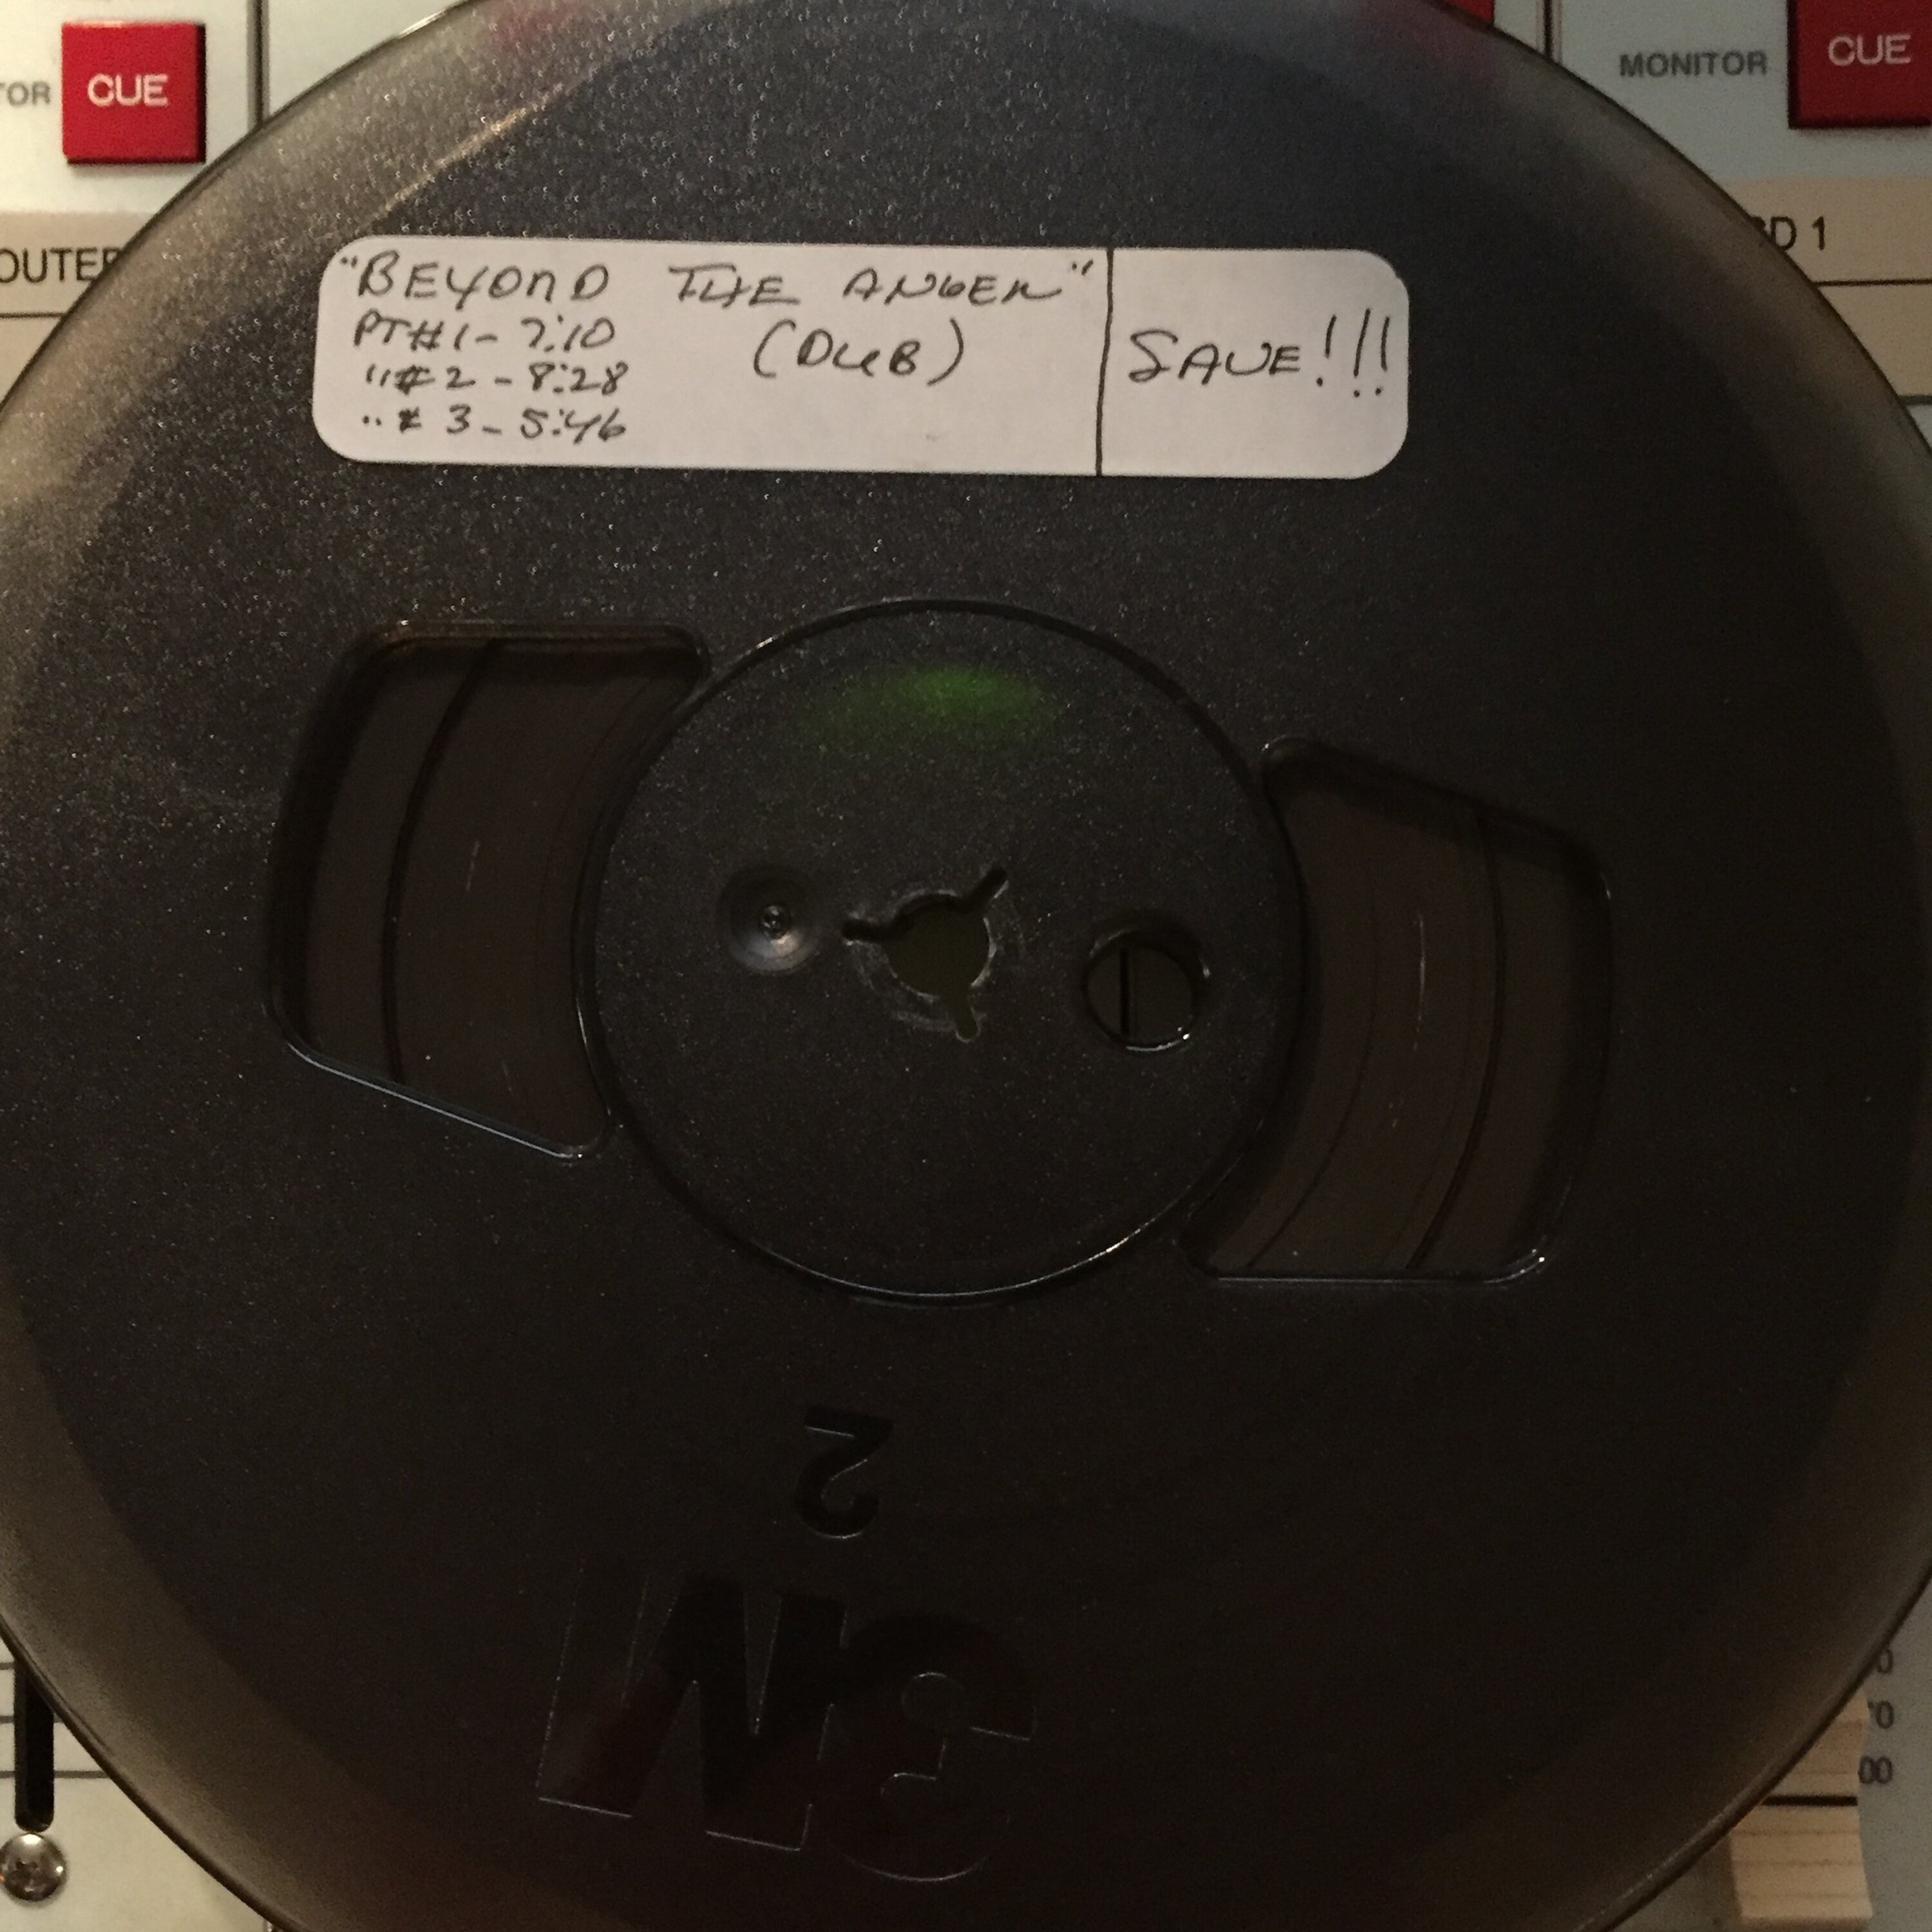 CUE
MONITOR
CUE
CD 1
"BEYOND THE ANGER"
PT#1- 7:10
(DUB)
SAVE!!!
"#2 - 8:28
"# 3 - 5:46
2
3M